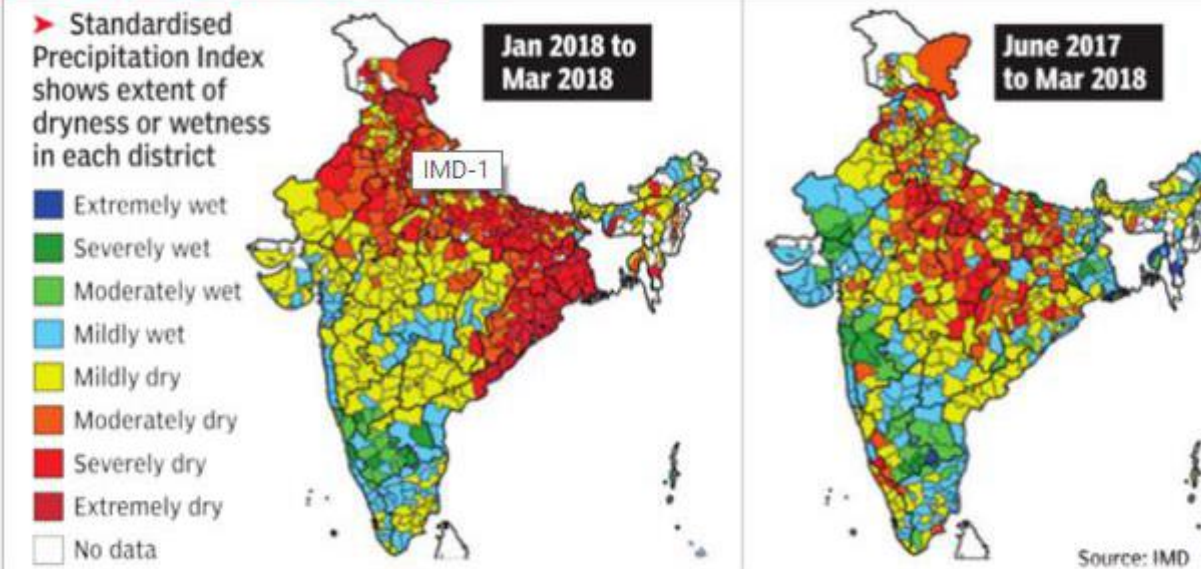 ➤ Standardised
Precipitation Index
shows extent of
dryness or wetness
in each district
Extremely wet
Severely wet
Moderately wet
Mildly wet
Mildly dry
Moderately dry
Severely dry
Extremely dry
No data
Jan 2018 to
Mar 2018
IMD-1
June 2017
to Mar 2018
Source: IMD